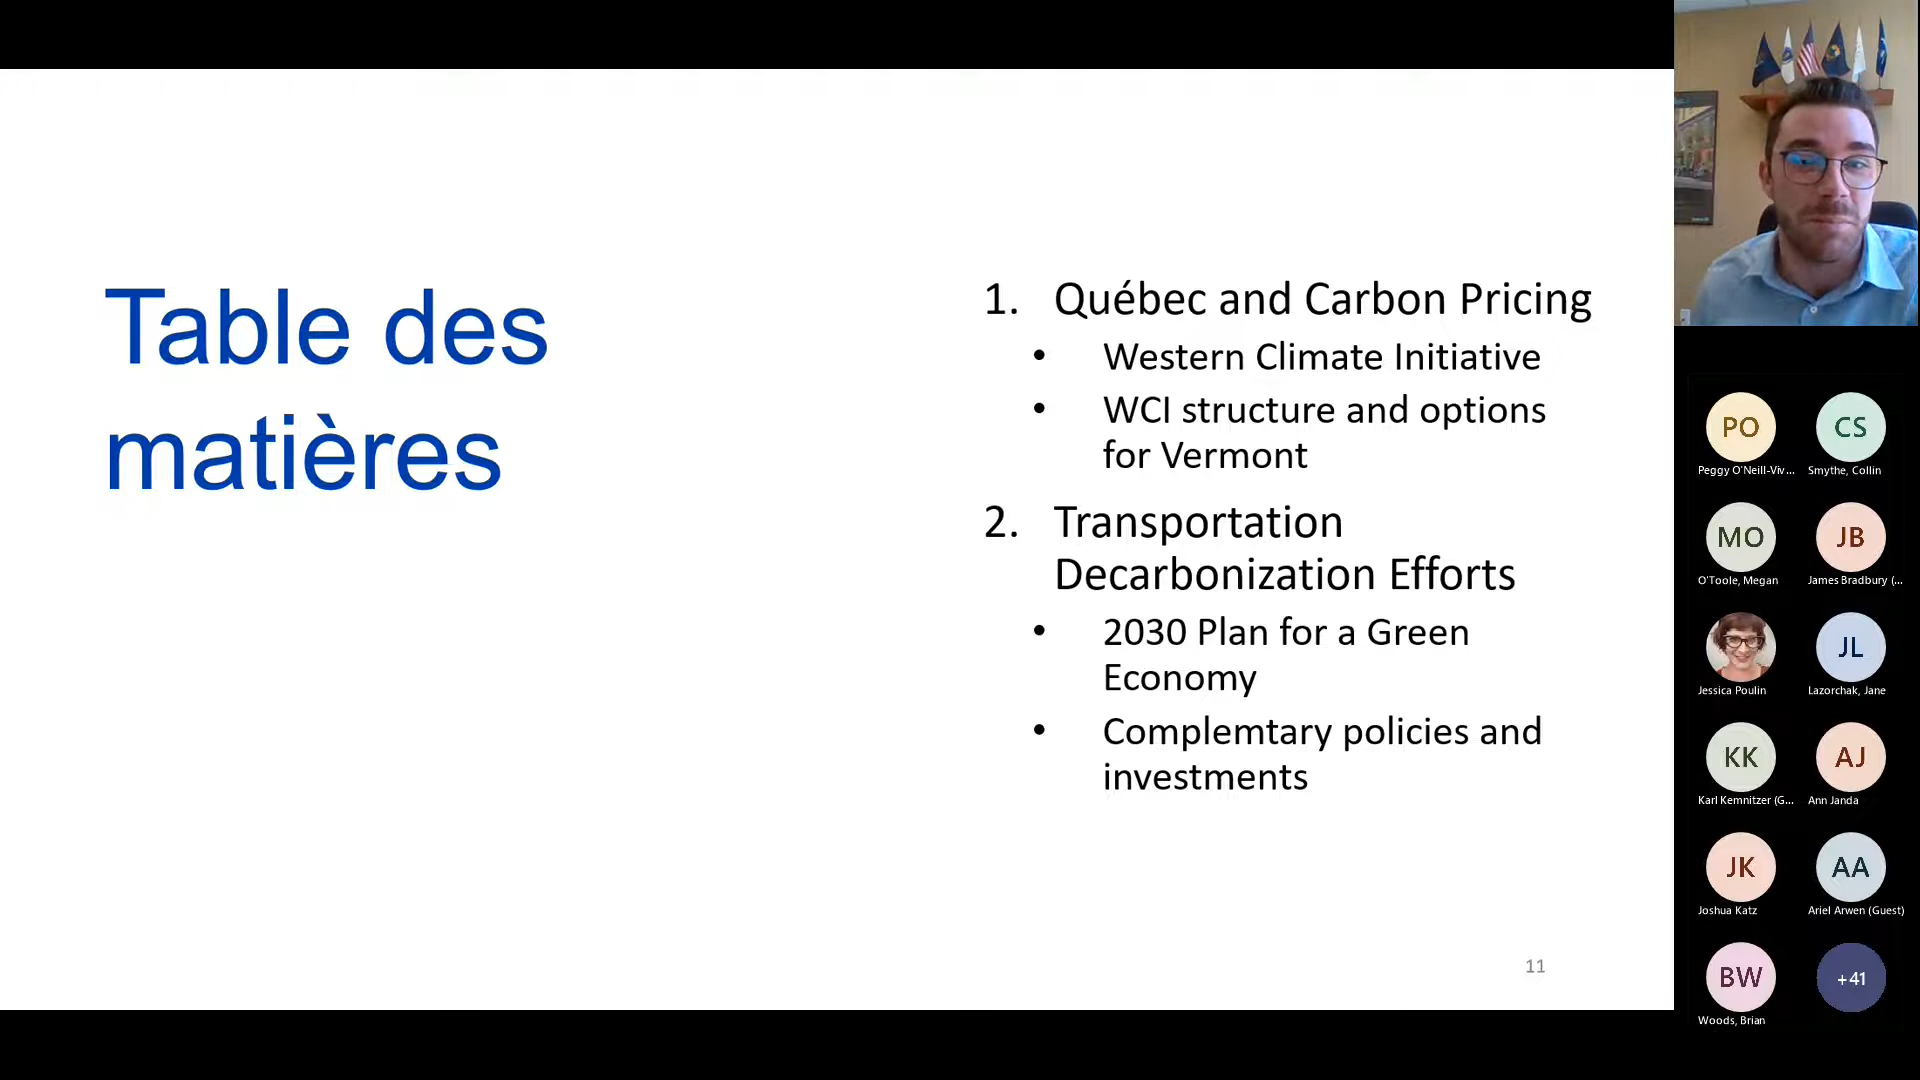 Table des
matières
1. Québec and Carbon Pricing
• Western Climate Initiative
• WCI structure and options
for Vermont
2. Transportation
Decarbonization Efforts
• 2030 Plan for a Green
Economy
• Complemtary policies and
investments
11
PO
Peggy O'Neill-Viv...
CS
Smythe, Collin
MO
O'Toole, Megan
JB
James Bradbury (...
Jessica Poulin
JL
Lazorchak, Jane
KK
Karl Kemnitzer (G...
AJ
Ann Janda
JK
Joshua Katz
AA
Ariel Arwen (Guest)
BW
Woods, Brian
+41